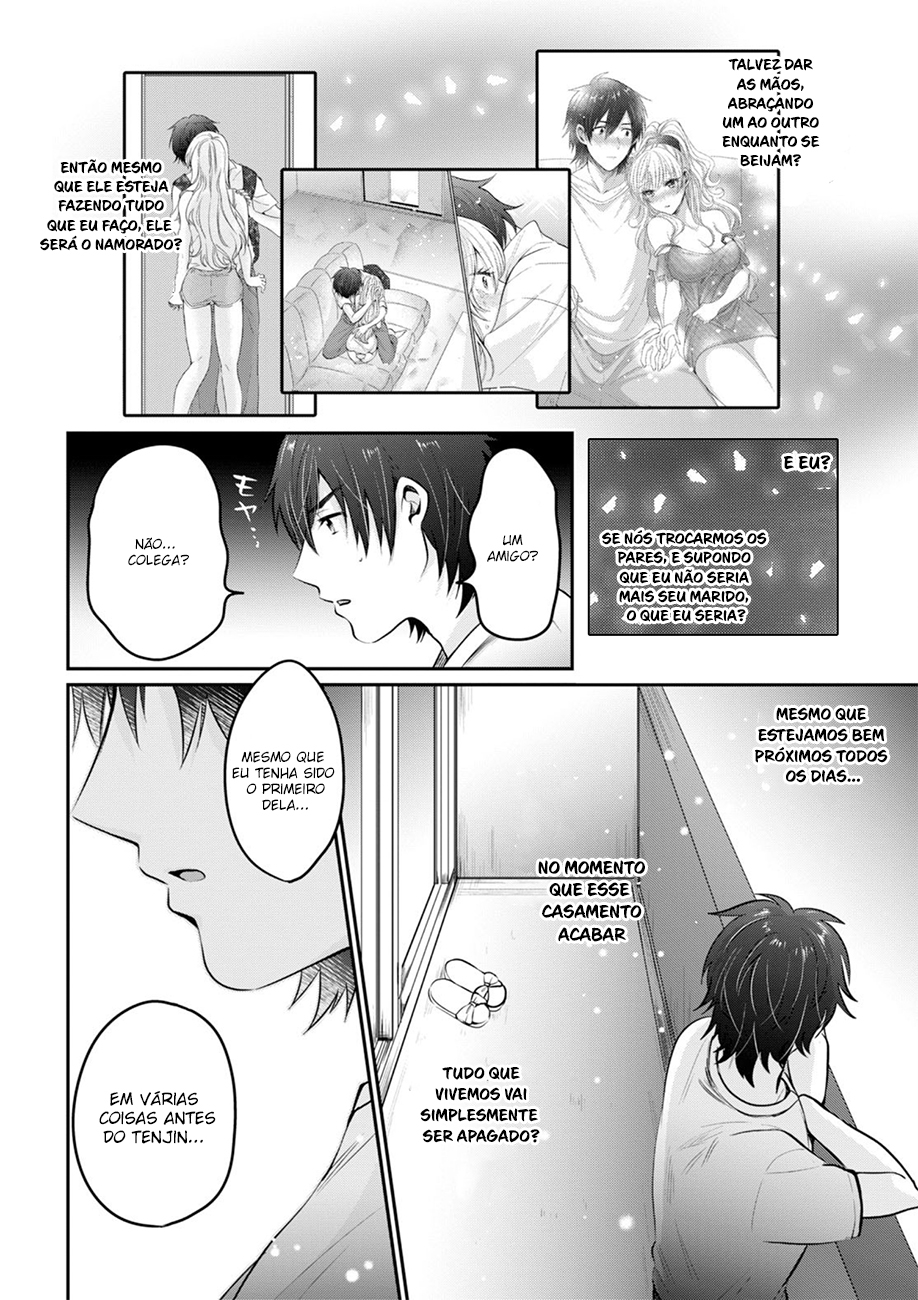 TALVEZ DAR
AS MÃOS,
ABRAÇANDO
UM AO OUTRO
ENQUANTO SE
BEIJAM?
ENTÃO MESMO
QUE ELE ESTEJA
FAZENDO TUDO
QUE EU FAÇO, ELE
SERÁ O NAMORADO?
E EU?
SE NÓS TROCARMOS OS
PARES, E SUPONDO
QUE EU NÃO SERIA
MAIS SEU MARIDO,
O QUE EU SERIA?
UM
AMIGO?
モヤ…
NÃO...
COLEGA?
MESMO QUE
ESTEJAMOS BEM
PRÓXIMOS TODOS
OS DIAS...
NO MOMENTO
QUE ESSE
CASAMENTO
ACABAR
TUDO QUE
VIVEMOS VAI
SIMPLESMENTE
SER APAGADO?
MESMO QUE
EU TENHA SIDO
O PRIMEIRO
DELA...
EM VÁRIAS
COISAS ANTES
DO TENJIN...